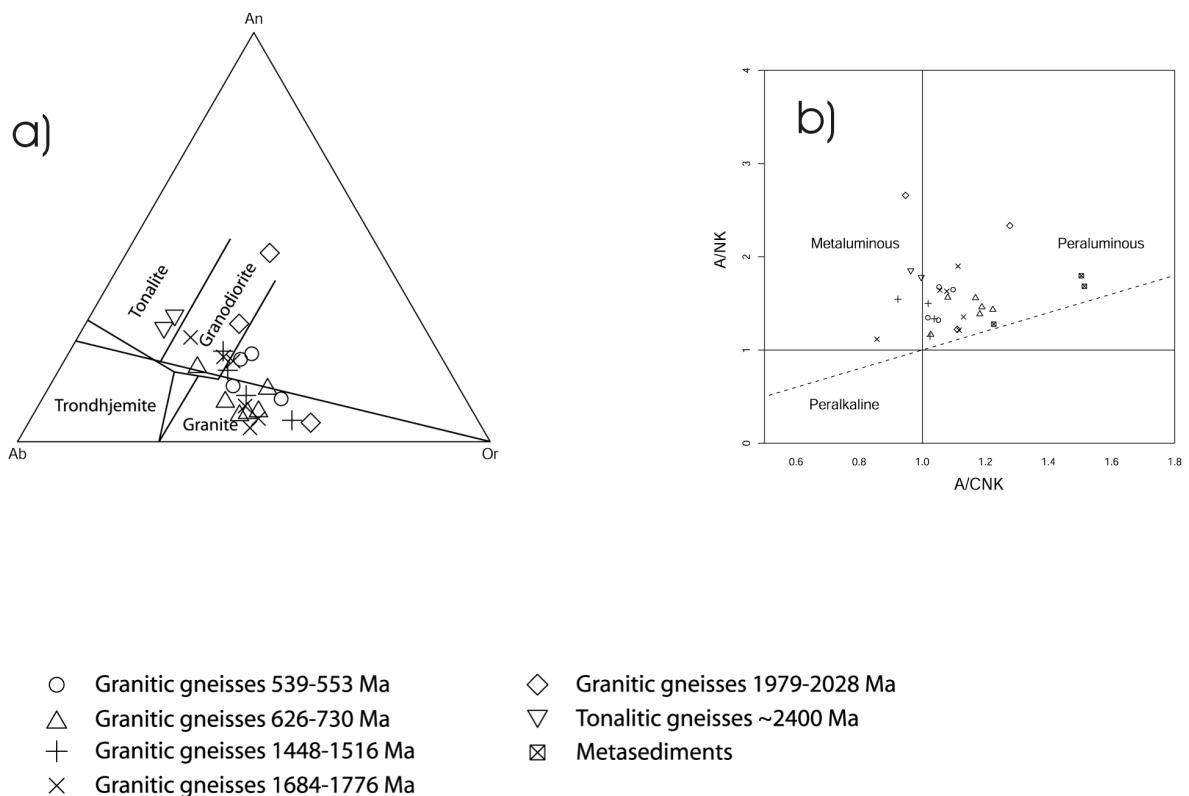 An
a)
Tonalite
Granodiorite
Trondhjemite
Granite
Ab
Or
b)
4
3
2
1
0
A/NK
Metaluminous
Peraluminous
Peralkaline
0.6 0.8 1.0 1.2 1.4 1.6 1.8
A/CNK
Granitic gneisses 539-553 Ma
Granitic gneisses 626-730 Ma
Granitic gneisses 1448-1516 Ma
Granitic gneisses 1684-1776 Ma
Granitic gneisses 1979-2028 Ma
Tonalitic gneisses ~2400 Ma
Metasediments